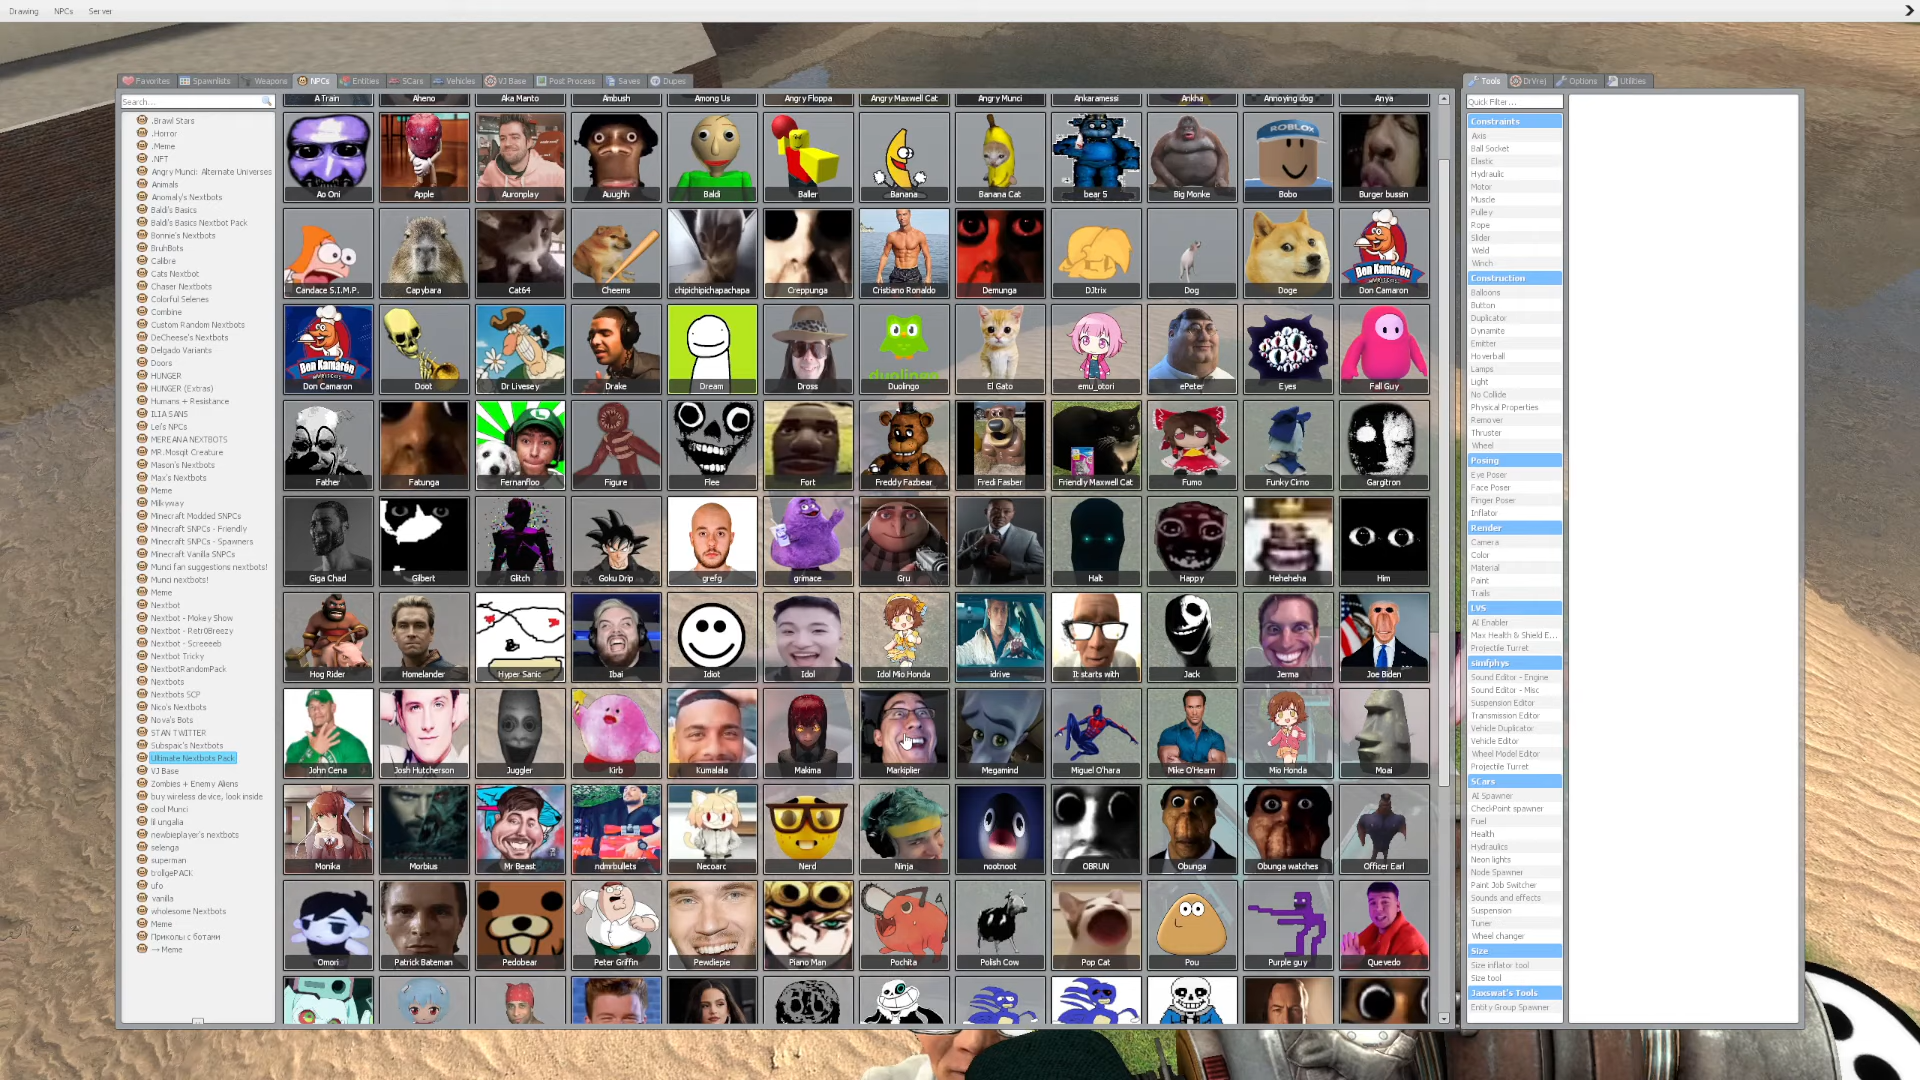 Drawing NPCs Server
Favorites Spawnlists Weapons NPCs Entities SCars Vehicles VJ Base Post Process Saves Dupes
Search...
.Brawl Stars
.Horror
.Meme
.NFT
Angry Munci: Alternate Universes
Animals
Anomaly's Nextbots
Baldi's Basics
Baldi's Basics Nextbot Pack
Bonnie's Nextbots
BruhBots
Calibre
Cats Nextbot
Chaser Nextbots
Colorful Selenes
Combine
Custom Random Nextbots
DeCheese's Nextbots
Delgado Variants
Doors
HUNGER
HUNGER (Extras)
Humans + Resistance
ILIA SANS
Lei's NPCs
MEREANA NEXTBOTS
MR.Mosqit Creature
Mason's Nextbots
Max's Nextbots
Meme
Milkyway
Minecraft Modded SNPCs
Minecraft SNPCs - Friendly
Minecraft SNPCs - Spawners
Minecraft Vanilla SNPCs
Munci fan suggestions nextbots!
Munci nextbots!
Meme
Nextbot
Nextbot - Mokey Show
Nextbot - Retr0Breezy
Nextbot - Screeeeb
Nextbot Tricky
NextbotRandomPack
Nextbots
Nextbots SCP
Nico's Nextbots
Nova's Bots
STAN TWITTER
Subspaic's Nextbots
Ultimate Nextbots Pack
VJ Base
Zombies + Enemy Aliens
buy wireless device, look inside
cool Munci
lil ungalia
newbieplayer's nextbots
selenga
superman
trollgePACK
ufo
vanilla
wholesome Nextbots
Meme
Приколы с ботами
→ Meme
A Train Aheno Aka Manto Ambush Among Us Angry Floppa Angry Maxwell Cat Angry Munci Ankaramessi Ankha Annoying dog Anya
ROBLOX
Ao Oni Apple Auronplay Auughh Baldi Baller Banana Banana Cat bear 5 Big Monke Bobo Burger bussin
DON KAMARÓN
Candace S.I.M.P. Capybara Cat64 Cheems chipichipichapachapa Creppunga Cristiano Ronaldo Demunga DJtrix Dog Doge Don Camaron
DON KAMARÓN
duolingo
Don Camaron Doot Dr Livesey Drake Dream Dross Duolingo El Gato emu_otori ePeter Eyes Fall Guy
Father Fatunga Fernanfloo Figure Flee Fort Freddy Fazbear Fredi Fasber Friendly Maxwell Cat Fumo Funky Cirno Gargitron
Giga Chad Gilbert Glitch Goku Drip grefg grimace Gru Halt Happy Heheheha Him
Hog Rider Homelander Hyper Sanic Ibai Idiot Idol Idol Mio Honda idrive It starts with Jack Jerma Joe Biden
John Cena Josh Hutcherson Juggler Kirb Kumalala Makima Markiplier Megamind Miguel O'hara Mike O'Hearn Mio Honda Moai
Monika Morbius Mr Beast ndmrbullets Necoarc Nerd Ninja nootnoot OBRUN Obunga Obunga watches Officer Earl
Omori Patrick Bateman Pedobear Peter Griffin Pewdiepie Piano Man Pochita Polish Cow Pop Cat Pou Purple guy Quevedo
Tools DrVrej Options Utilities
Quick Filter...
Constraints
Axis
Ball Socket
Elastic
Hydraulic
Motor
Muscle
Pulley
Rope
Slider
Weld
Winch
Construction
Balloons
Button
Duplicator
Dynamite
Emitter
Hoverball
Lamps
Light
No Collide
Physical Properties
Remover
Thruster
Wheel
Posing
Eye Poser
Face Poser
Finger Poser
Inflator
Render
Camera
Color
Material
Paint
Trails
LVS
AI Enabler
Max Health & Shield E...
Projectile Turret
simfphys
Sound Editor - Engine
Sound Editor - Misc
Suspension Editor
Transmission Editor
Vehicle Duplicator
Vehicle Editor
Wheel Model Editor
Projectile Turret
SCars
AI Spawner
CheckPoint spawner
Fuel
Health
Hydraulics
Neon lights
Node Spawner
Paint Job Switcher
Sounds and effects
Suspension
Tuner
Wheel changer
Size
Size inflator tool
Size tool
Jaxswat's Tools
Entity Group Spawner